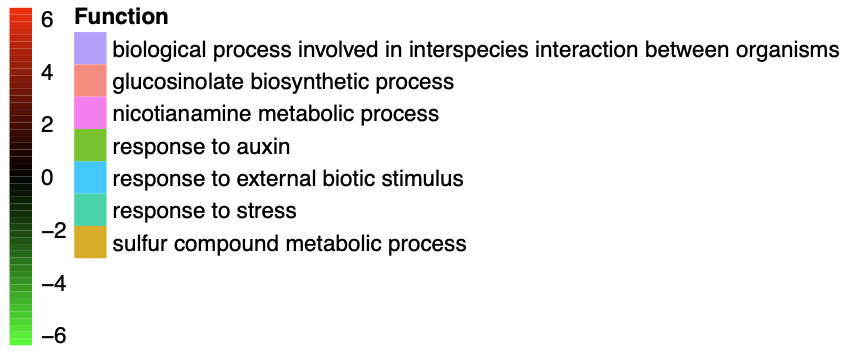 6
4
2
0
−2
−4
−6
Function
biological process involved in interspecies interaction between organisms
glucosinolate biosynthetic process
nicotianamine metabolic process
response to auxin
response to external biotic stimulus
response to stress
sulfur compound metabolic process